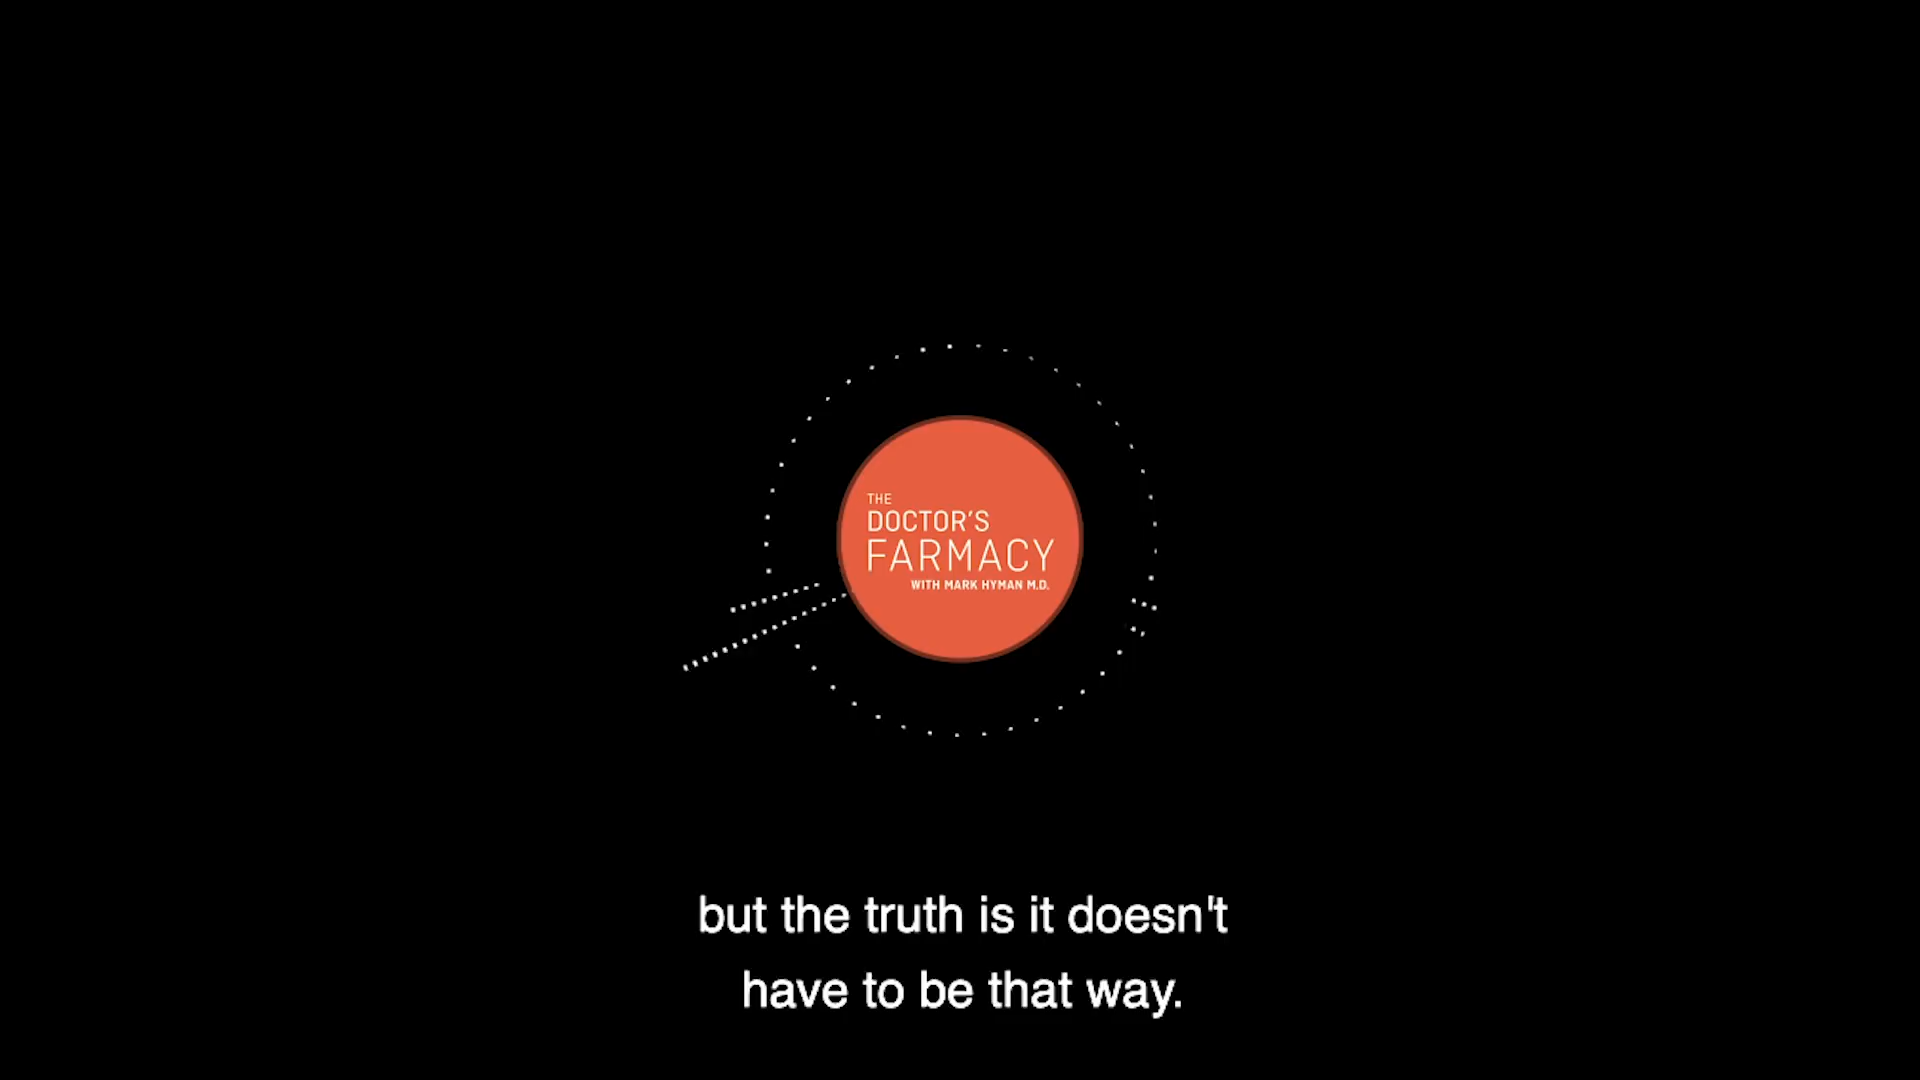 THE
DOCTOR'S
FARMACY
WITH MARK HYMAN M.D.
but the truth is it doesn't
have to be that way.